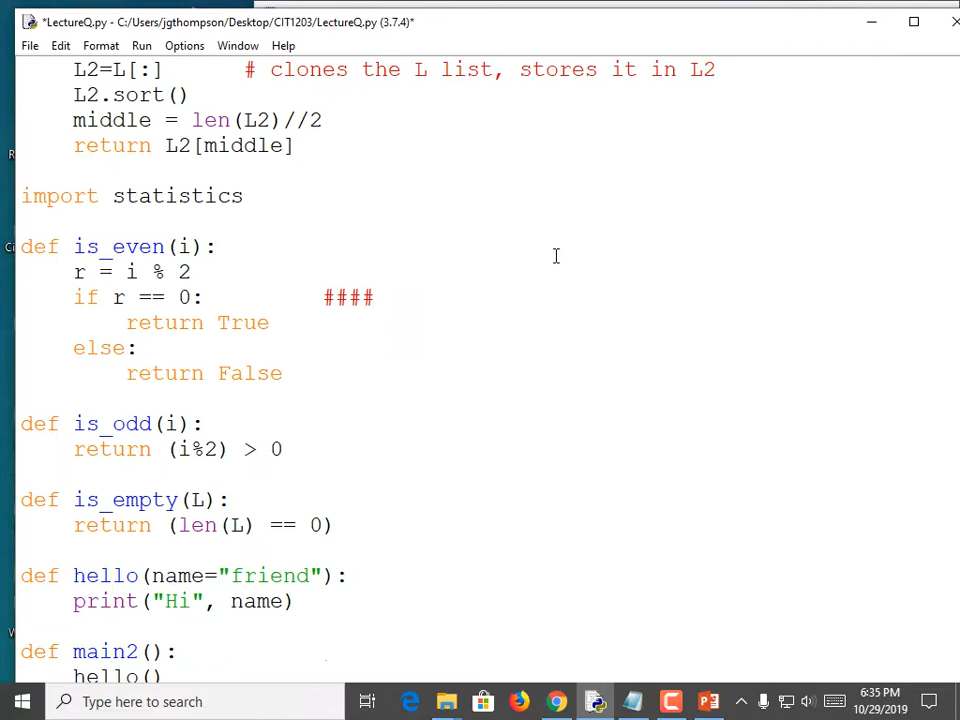 *LectureQ.py - C:/Users/jgthompson/Desktop/CIT1203/LectureQ.py (3.7.4)*
File Edit Format Run Options Window Help
    L2=L[:]      # clones the L list, stores it in L2
    L2.sort()
    middle = len(L2)//2
    return L2[middle]
import statistics
def is_even(i):
    r = i % 2
    if r == 0:         ####
        return True
    else:
        return False
def is_odd(i):
    return (i%2) > 0
def is_empty(L):
    return (len(L) == 0)
def hello(name="friend"):
    print("Hi", name)
def main2():
    hello()
Type here to search
6:35 PM
10/29/2019